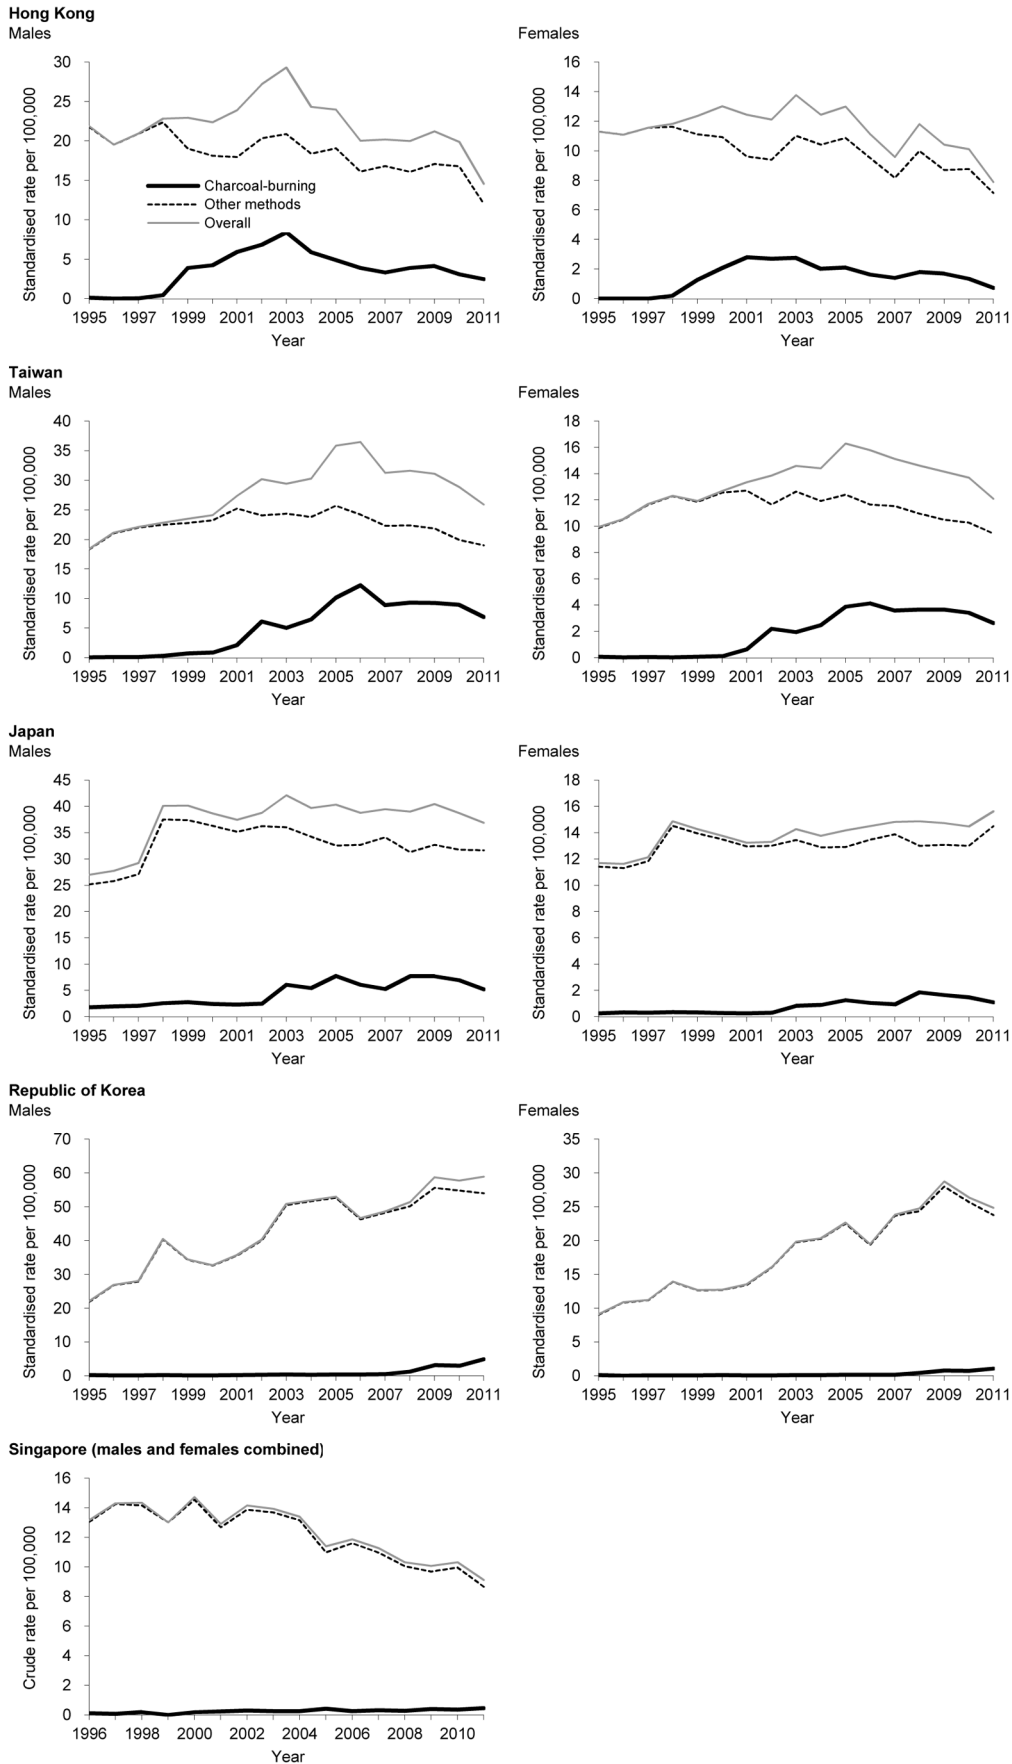 Hong Kong
Males
Females
Standardised rate per 100,000
30
25
20
15
10
5
0
Charcoal-burning
Other methods
Overall
1995 1997 1999 2001 2003 2005 2007 2009 2011
Year
Standardised rate per 100,000
16
14
12
10
8
6
4
2
0
1995 1997 1999 2001 2003 2005 2007 2009 2011
Year
Taiwan
Males
Females
Standardised rate per 100,000
40
35
30
25
20
15
10
5
0
1995 1997 1999 2001 2003 2005 2007 2009 2011
Year
Standardised rate per 100,000
18
16
14
12
10
8
6
4
2
0
1995 1997 1999 2001 2003 2005 2007 2009 2011
Year
Japan
Males
Females
Standardised rate per 100,000
45
40
35
30
25
20
15
10
5
0
1995 1997 1999 2001 2003 2005 2007 2009 2011
Year
Standardised rate per 100,000
18
16
14
12
10
8
6
4
2
0
1995 1997 1999 2001 2003 2005 2007 2009 2011
Year
Republic of Korea
Males
Females
Standardised rate per 100,000
70
60
50
40
30
20
10
0
1995 1997 1999 2001 2003 2005 2007 2009 2011
Year
Standardised rate per 100,000
35
30
25
20
15
10
5
0
1995 1997 1999 2001 2003 2005 2007 2009 2011
Year
Singapore (males and females combined)
Crude rate per 100,000
16
14
12
10
8
6
4
2
0
1996 1998 2000 2002 2004 2006 2008 2010
Year